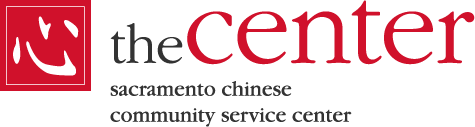 心
thecenter
sacramento chinese
community service center